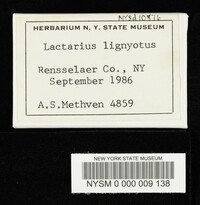 HERBARIUM N. Y. STATE MUSEUM
Lactarius lignyotus
Rensselaer Co., NY
September 1986
A.S.Methven 4859
NEW YORK STATE MUSEUM
NYSM 0 000 009 138